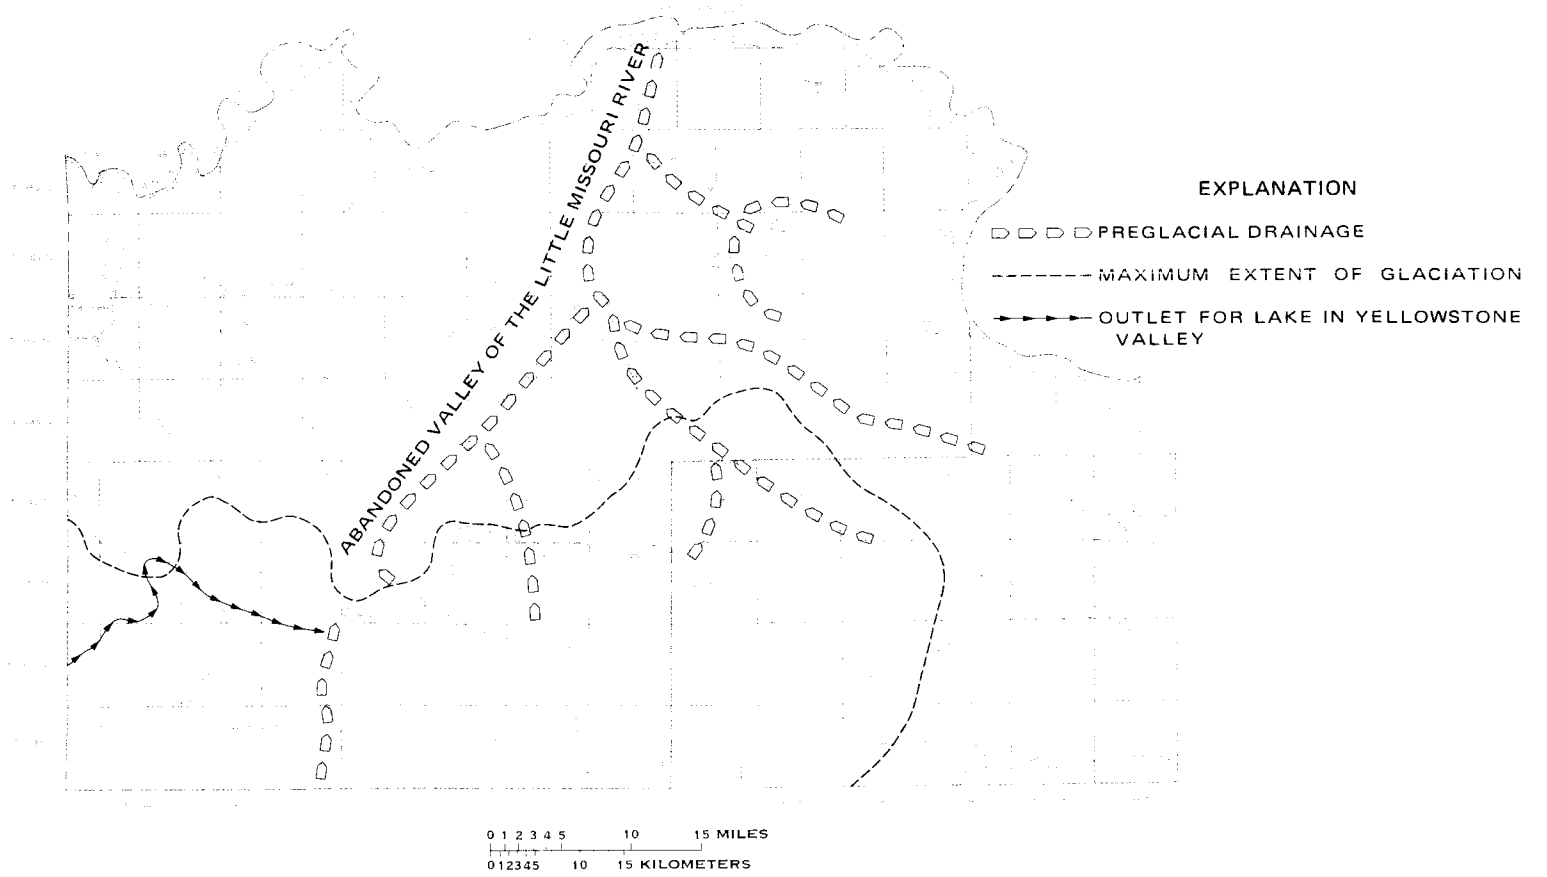 ABANDONED VALLEY OF THE LITTLE MISSOURI RIVER
EXPLANATION
PREGLACIAL DRAINAGE
MAXIMUM EXTENT OF GLACIATION
OUTLET FOR LAKE IN YELLOWSTONE
VALLEY
0 1 2 3 4 5 10 15 MILES
0 1 2 3 4 5 10 15 KILOMETERS